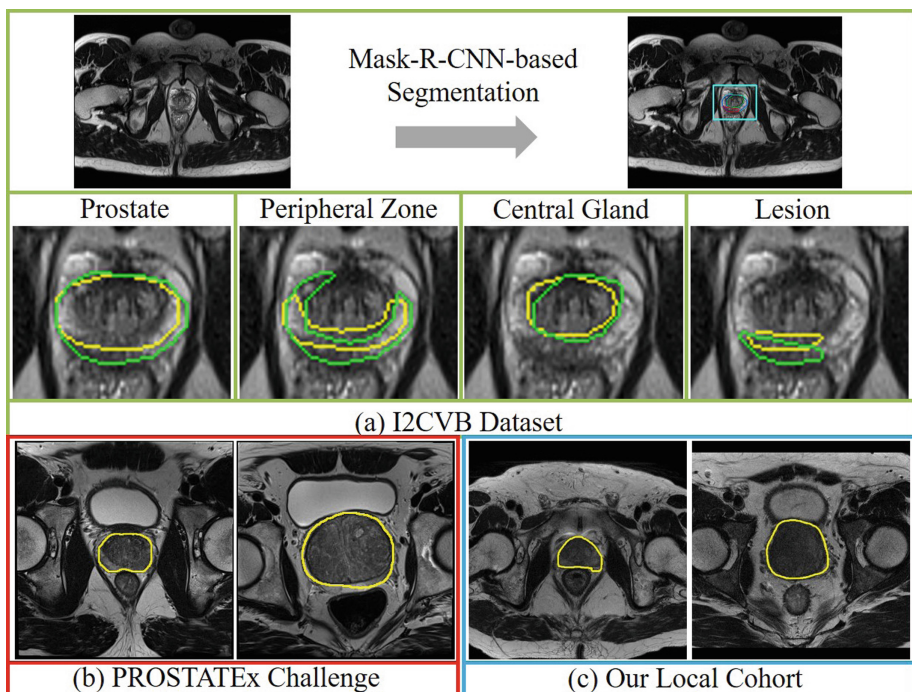 Mask-R-CNN-based
Segmentation
Prostate
Peripheral Zone
Central Gland
Lesion
(a) I2CVB Dataset
(b) PROSTATEx Challenge
(c) Our Local Cohort